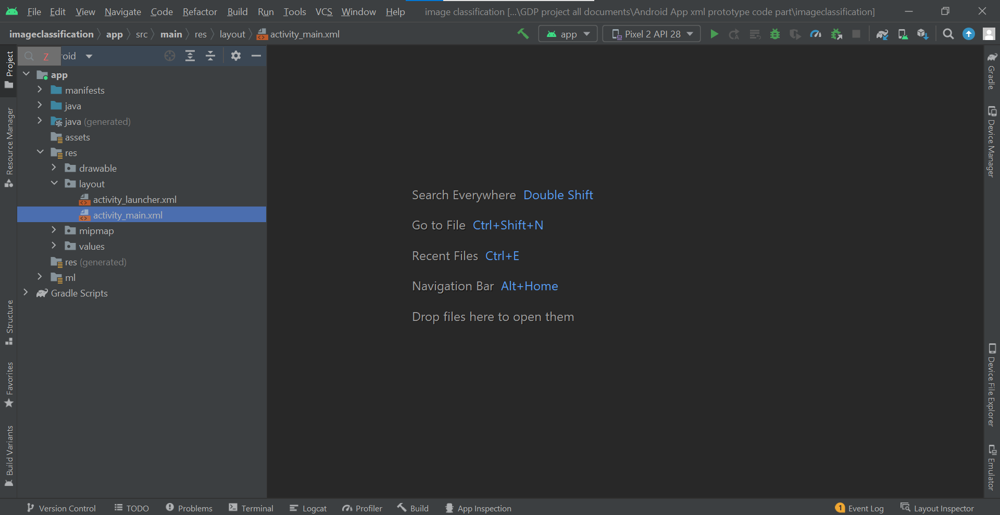 File Edit View Navigate Code Refactor Build Run Tools VCS Window Help image classification [...\GDP project all documents\Android App xml prototype code part\imageclassification]
imageclassification app src main res layout activity_main.xml app Pixel 2 API 28
Z roid
app
manifests
java
java (generated)
assets
res
drawable
layout
activity_launcher.xml
activity_main.xml
mipmap
values
res (generated)
ml
Gradle Scripts
Project
Resource Manager
Structure
Favorites
Build Variants
Search Everywhere Double Shift
Go to File Ctrl+Shift+N
Recent Files Ctrl+E
Navigation Bar Alt+Home
Drop files here to open them
Gradle
Device Manager
Device File Explorer
Emulator
Version Control TODO Problems Terminal Logcat Profiler Build App Inspection 1 Event Log Layout Inspector